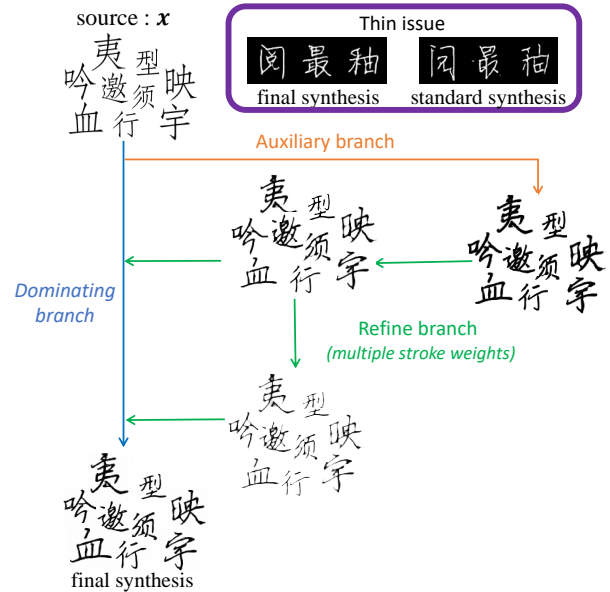 source : x
夷 型
吟 邀 须 映
血 行 宇
Thin issue
阅 最 釉
final synthesis
问 最 秞
standard synthesis
Auxiliary branch
夷 型
吟 邀 须 映
血 行 宇
夷 型
吟 邀 须 映
血 行 宇
Dominating
branch
Refine branch
(multiple stroke weights)
夷 型
吟 邀 须 映
血 行 宇
夷 型
吟 邀 须 映
血 行 宇
final synthesis